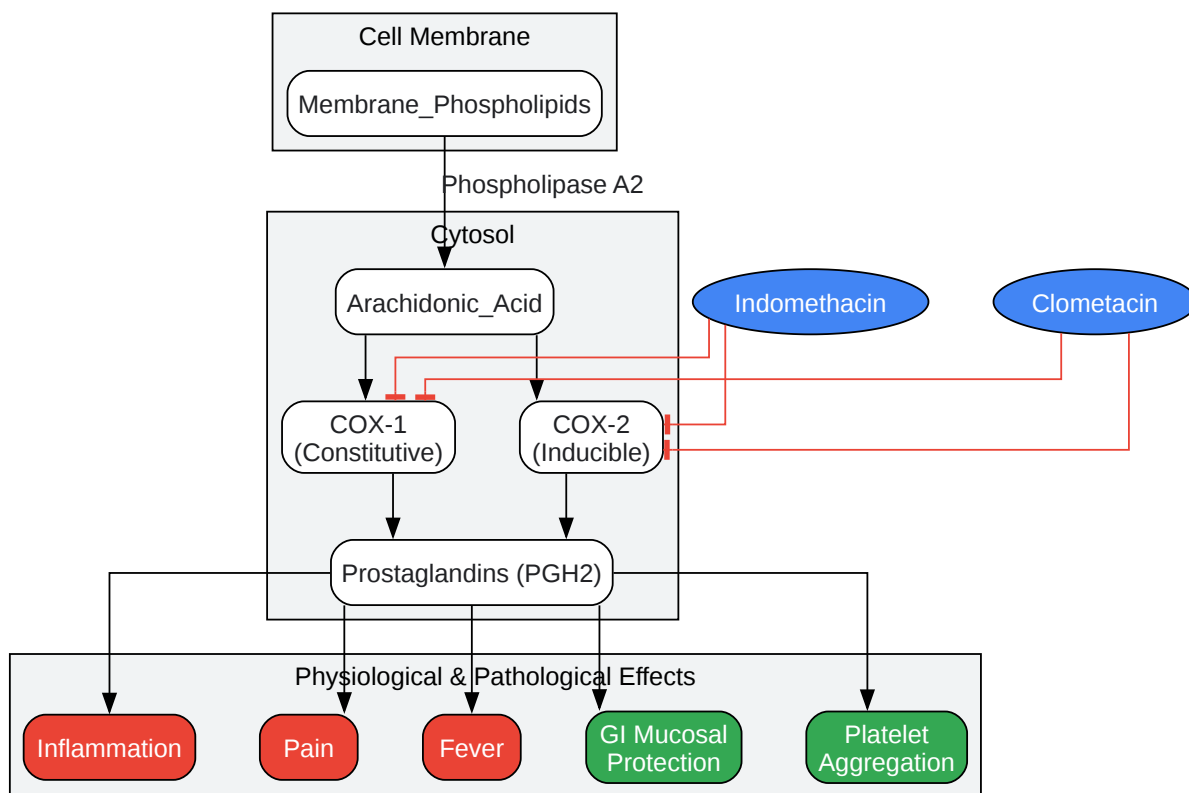 Cell Membrane
Membrane_Phospholipids
Phospholipase A2
Cytosol
Arachidonic_Acid
Indomethacin
Clometacin
COX-1
(Constitutive)
COX-2
(Inducible)
Prostaglandins (PGH2)
Physiological & Pathological Effects
Inflammation
Pain
Fever
GI Mucosal
Protection
Platelet
Aggregation